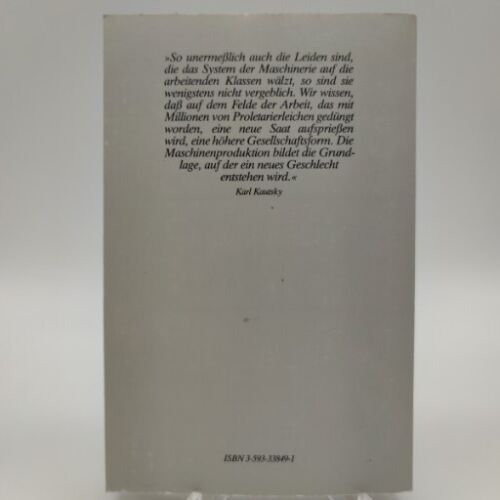 »So unermeßlich auch die Leiden sind,
die das System der Maschinerie auf die
arbeitenden Klassen wälzt, so sind sie
wenigstens nicht vergeblich. Wir wissen,
daß auf dem Felde der Arbeit, das mit
Millionen von Proletarierleichen gedüngt
worden, eine neue Saat aufsprießen
wird, eine höhere Gesellschaftsform. Die
Maschinenproduktion bildet die Grund-
lage, auf der ein neues Geschlecht
entstehen wird.«
Karl Kautsky
ISBN 3-593-33849-1